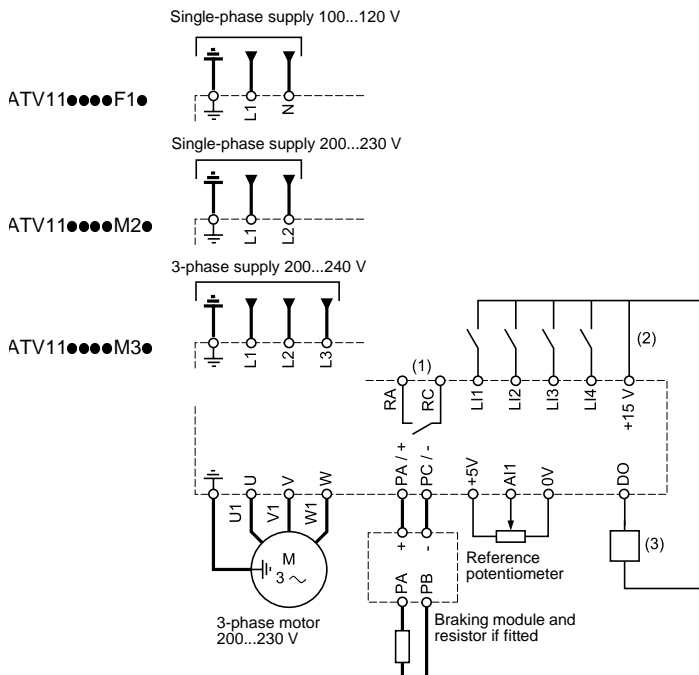 Single-phase supply 100...120 V
ATV11●●●●F1●
L1
N
Single-phase supply 200...230 V
ATV11●●●●M2●
L1
L2
3-phase supply 200...240 V
ATV11●●●●M3●
L1
L2
L3
(1)
(2)
RA
RC
LI1
LI2
LI3
LI4
+15 V
U
V
W
PA / +
PC / -
+5V
AI1
0V
DO
U1
V1
W1
M
3 ~
+
-
PA
PB
(3)
Reference
potentiometer
3-phase motor
200...230 V
Braking module and
resistor if fitted